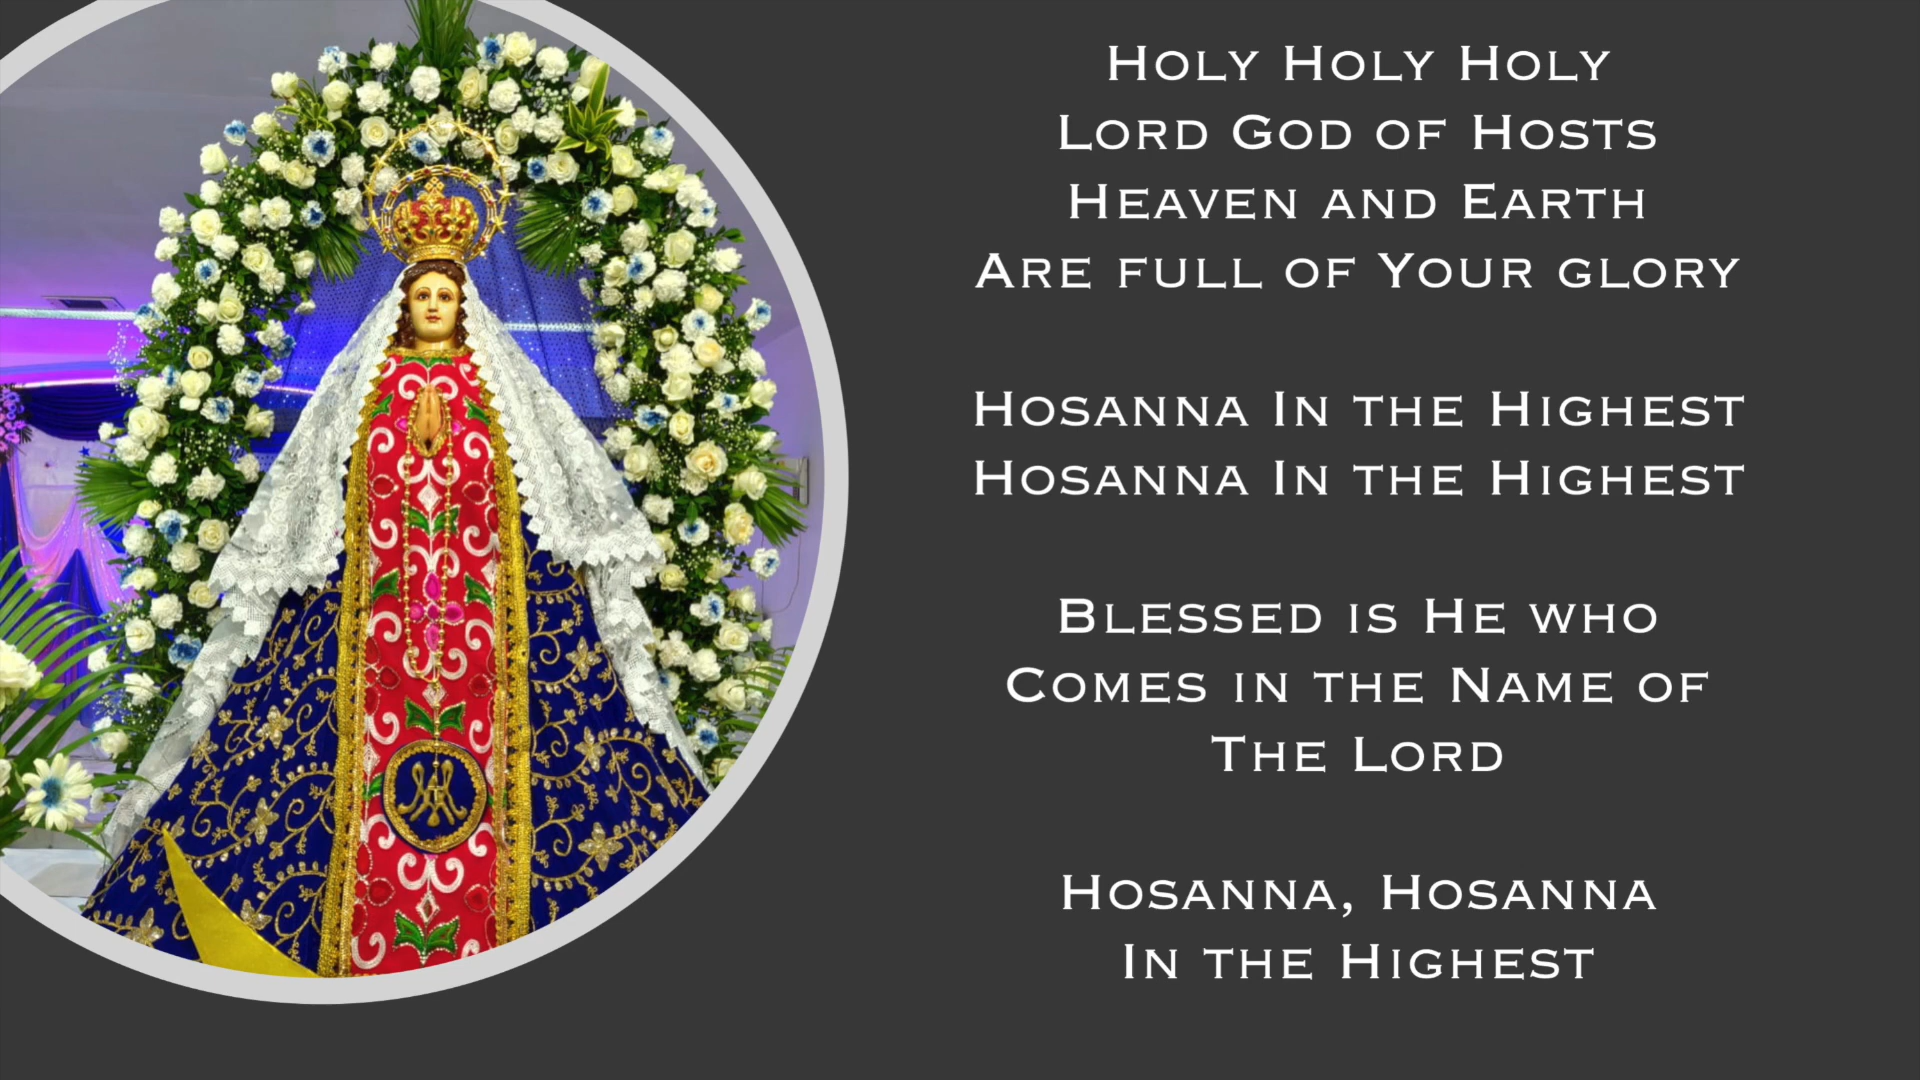 Holy Holy Holy
Lord God of Hosts
Heaven and Earth
Are full of Your glory
Hosanna In the Highest
Hosanna In the Highest
Blessed is He who
Comes in the Name of
The Lord
Hosanna, Hosanna
In the Highest